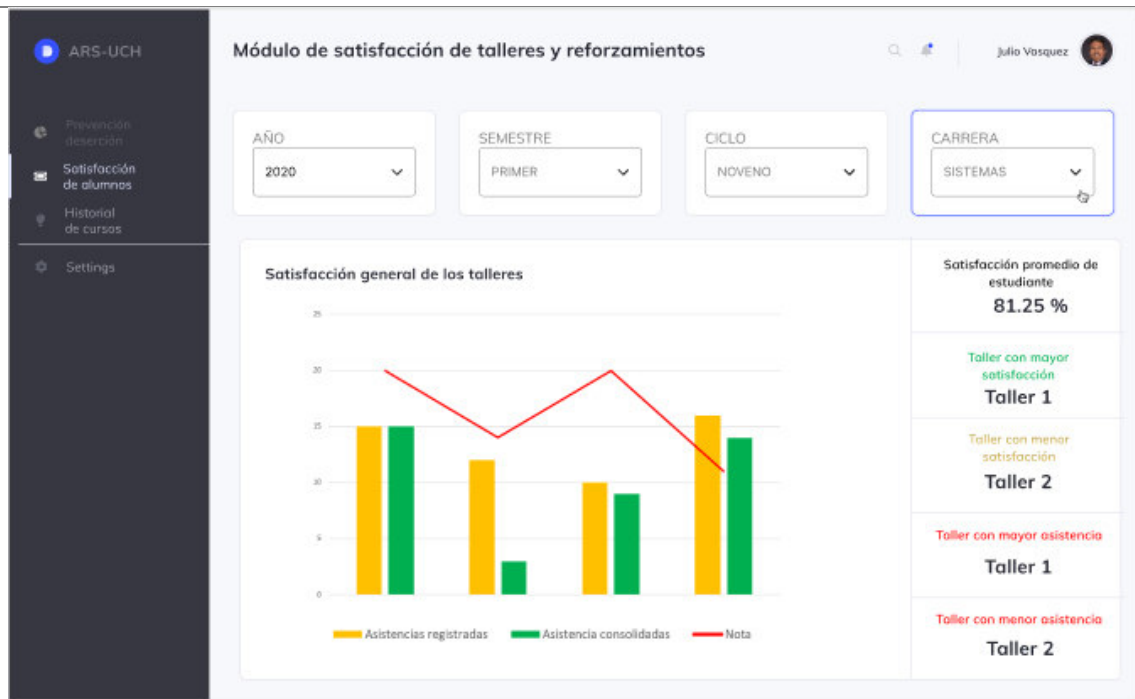 ARS-UCH
Prevención
deserción
Satisfacción
de alumnos
Historial
de cursos
Settings
Módulo de satisfacción de talleres y reforzamientos
Julio Vasquez
AÑO
2020
SEMESTRE
PRIMER
CICLO
NOVENO
CARRERA
SISTEMAS
Satisfacción general de los talleres
25
20
15
10
5
0
Asistencias registradas
Asistencia consolidadas
Nota
Satisfacción promedio de
estudiante
81.25 %
Taller con mayor
satisfacción
Taller 1
Taller con menor
satisfacción
Taller 2
Taller con mayor asistencia
Taller 1
Taller con menor asistencia
Taller 2